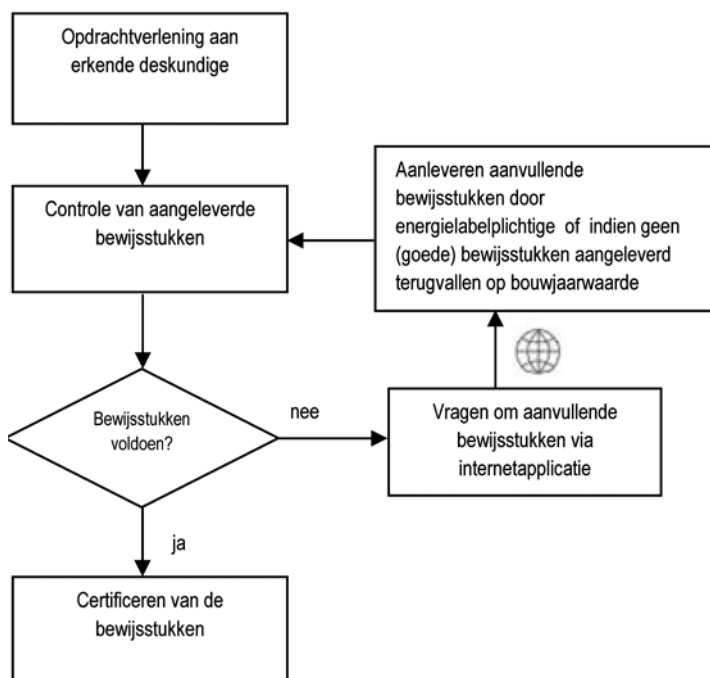 Opdrachtverlening aan
erkende deskundige
Controle van aangeleverde
bewijsstukken
Aanleveren aanvullende
bewijsstukken door
energielabelplichtige of indien geen
(goede) bewijsstukken aangeleverd
terugvallen op bouwjaarwaarde
Bewijsstukken
voldoen?
nee
Vragen om aanvullende
bewijsstukken via
internetapplicatie
ja
Certificeren van de
bewijsstukken